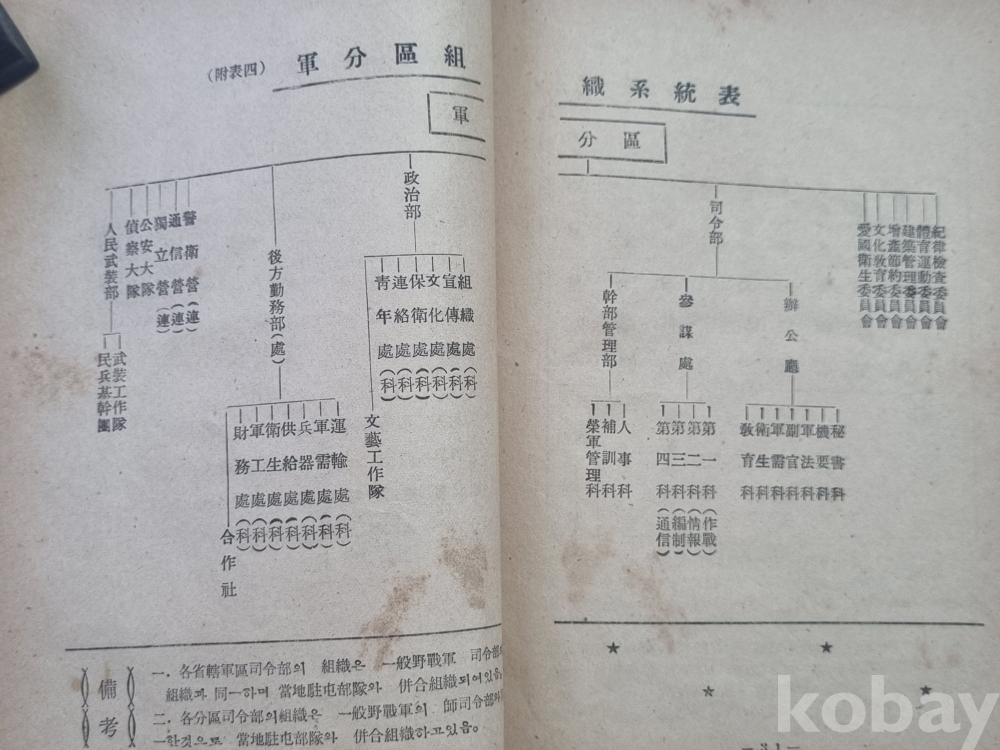 (附表四) 軍分區組織系統表
軍分區
政治部
組織處(科)
宣傳處(科)
文化處(科)
保衛處(科)
連絡處(科)
青年處(科)
文藝工作隊
後方勤務部(處)
運輸處(科)
軍需處(科)
兵器處(科)
供給處(科)
衛生處(科)
軍工處(科)
財務處(科)
合作社
警衛營(連)
通信營(連)
獨立營(連)
公安大隊
偵察大隊
人民武裝部
武裝工作隊
民兵基幹團
紀律檢查委員會
體育運動委員會
建築管理委員會
增產節約委員會
文化教育委員會
愛國衛生委員會
司令部
辦公廳
秘書科
機要科
軍法科
副官科
軍需科
衛生科
教育科
參謀處
第一科(作戰)
第二科(情報)
第三科(編制)
第四科(通信)
幹部管理部
人事科
補訓科
榮軍管理科
備考
一. 各省轄軍區司令部의 組織은 一般野戰軍 司令部의
組織과 同一하며 當地駐屯部隊와 併合組織되어있음
二. 各分區司令部의組織은 一般野戰軍의 師司令部와
一한것으로 當地駐屯部隊와 併合組織하고있음。
— 31 —
kobay